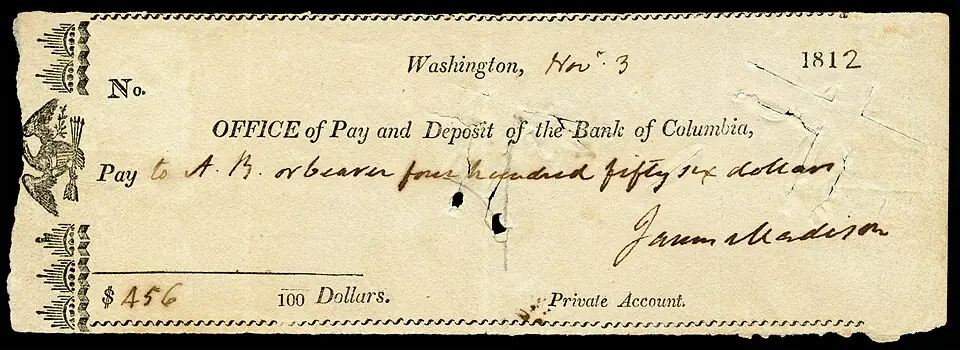 Washington, Nov.r 3 1812
No.
OFFICE of Pay and Deposit of the Bank of Columbia,
Pay to A. B. or bearer four hundred fifty six dollars
James Madison
$ 456 100 Dollars. Private Account.